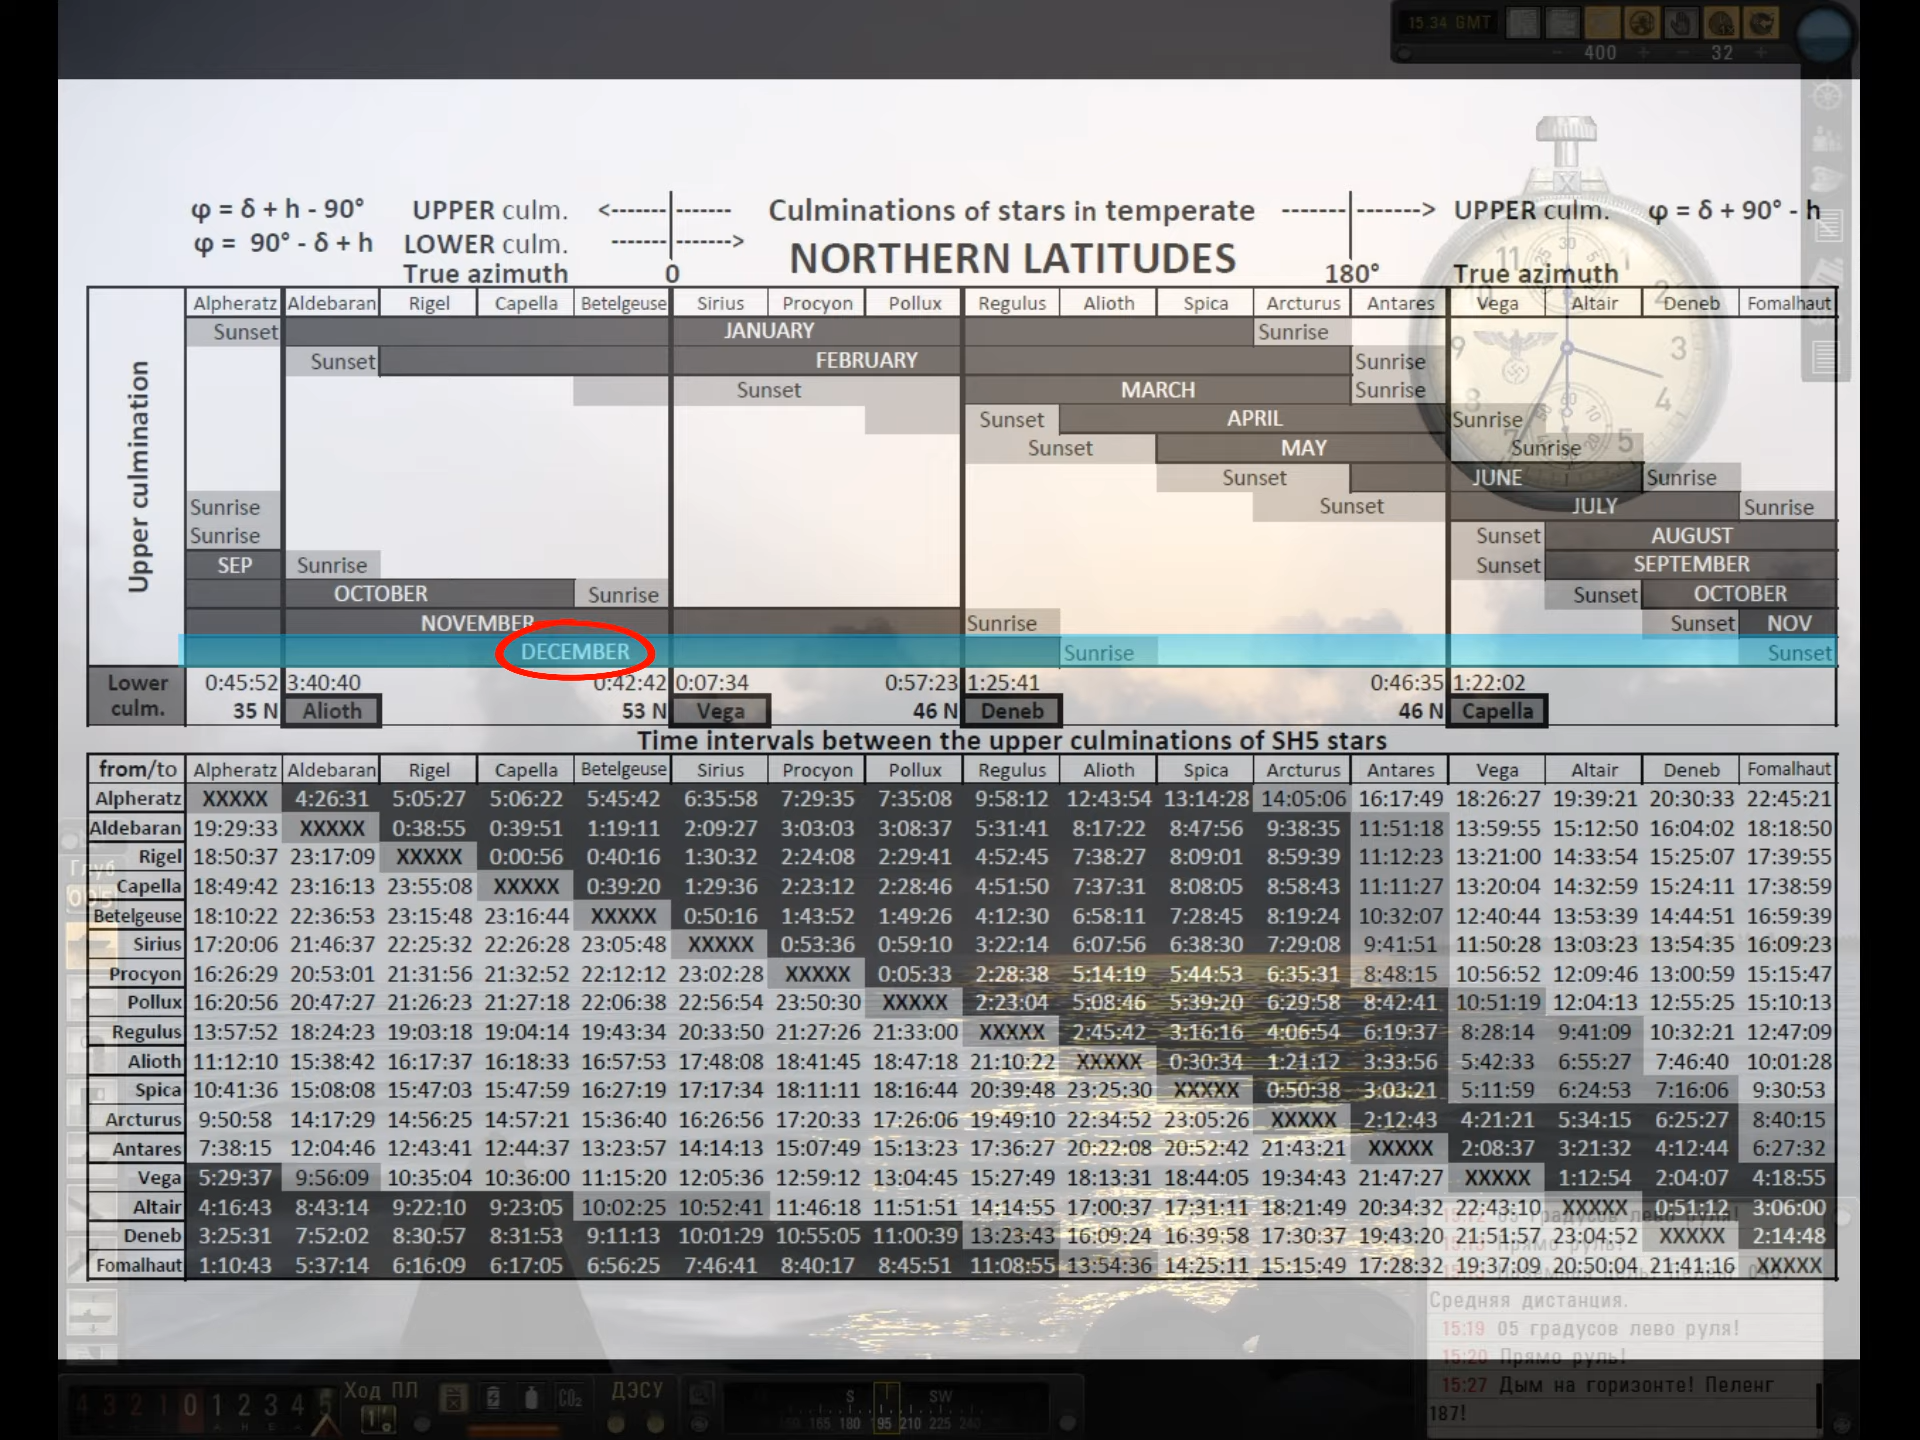 15.34 GMT
- 400 + - 32 +
φ = δ + h - 90° UPPER culm. <-------|------- Culminations of stars in temperate -------|-------> UPPER culm. φ = δ + 90° - h
φ = 90° - δ + h LOWER culm. -------|-------> NORTHERN LATITUDES
True azimuth 0 180° True azimuth
Alpheratz Aldebaran Rigel Capella Betelgeuse Sirius Procyon Pollux Regulus Alioth Spica Arcturus Antares Vega Altair Deneb Fomalhaut
Upper culmination
Sunset JANUARY Sunrise
Sunset FEBRUARY Sunrise
Sunset MARCH Sunrise
Sunset APRIL Sunrise
Sunset MAY Sunrise
Sunset JUNE Sunrise
Sunrise Sunset JULY Sunrise
Sunrise Sunset AUGUST
SEP Sunrise Sunset SEPTEMBER
OCTOBER Sunrise Sunset OCTOBER
NOVEMBER Sunrise Sunset NOV
DECEMBER Sunrise Sunset
Lower culm. 0:45:52 3:40:40 0:42:42 0:07:34 0:57:23 1:25:41 0:46:35 1:22:02
35 N Alioth 53 N Vega 46 N Deneb 46 N Capella
Time intervals between the upper culminations of SH5 stars
from/to Alpheratz Aldebaran Rigel Capella Betelgeuse Sirius Procyon Pollux Regulus Alioth Spica Arcturus Antares Vega Altair Deneb Fomalhaut
Alpheratz XXXXX 4:26:31 5:05:27 5:06:22 5:45:42 6:35:58 7:29:35 7:35:08 9:58:12 12:43:54 13:14:28 14:05:06 16:17:49 18:26:27 19:39:21 20:30:33 22:45:21
Aldebaran 19:29:33 XXXXX 0:38:55 0:39:51 1:19:11 2:09:27 3:03:03 3:08:37 5:31:41 8:17:22 8:47:56 9:38:35 11:51:18 13:59:55 15:12:50 16:04:02 18:18:50
Rigel 18:50:37 23:17:09 XXXXX 0:00:56 0:40:16 1:30:32 2:24:08 2:29:41 4:52:45 7:38:27 8:09:01 8:59:39 11:12:23 13:21:00 14:33:54 15:25:07 17:39:55
Capella 18:49:42 23:16:13 23:55:08 XXXXX 0:39:20 1:29:36 2:23:12 2:28:46 4:51:50 7:37:31 8:08:05 8:58:43 11:11:27 13:20:04 14:32:59 15:24:11 17:38:59
Betelgeuse 18:10:22 22:36:53 23:15:48 23:16:44 XXXXX 0:50:16 1:43:52 1:49:26 4:12:30 6:58:11 7:28:45 8:19:24 10:32:07 12:40:44 13:53:39 14:44:51 16:59:39
Sirius 17:20:06 21:46:37 22:25:32 22:26:28 23:05:48 XXXXX 0:53:36 0:59:10 3:22:14 6:07:56 6:38:30 7:29:08 9:41:51 11:50:28 13:03:23 13:54:35 16:09:23
Procyon 16:26:29 20:53:01 21:31:56 21:32:52 22:12:12 23:02:28 XXXXX 0:05:33 2:28:38 5:14:19 5:44:53 6:35:31 8:48:15 10:56:52 12:09:46 13:00:59 15:15:47
Pollux 16:20:56 20:47:27 21:26:23 21:27:18 22:06:38 22:56:54 23:50:30 XXXXX 2:23:04 5:08:46 5:39:20 6:29:58 8:42:41 10:51:19 12:04:13 12:55:25 15:10:13
Regulus 13:57:52 18:24:23 19:03:18 19:04:14 19:43:34 20:33:50 21:27:26 21:33:00 XXXXX 2:45:42 3:16:16 4:06:54 6:19:37 8:28:14 9:41:09 10:32:21 12:47:09
Alioth 11:12:10 15:38:42 16:17:37 16:18:33 16:57:53 17:48:08 18:41:45 18:47:18 21:10:22 XXXXX 0:30:34 1:21:12 3:33:56 5:42:33 6:55:27 7:46:40 10:01:28
Spica 10:41:36 15:08:08 15:47:03 15:47:59 16:27:19 17:17:34 18:11:11 18:16:44 20:39:48 23:25:30 XXXXX 0:50:38 3:03:21 5:11:59 6:24:53 7:16:06 9:30:53
Arcturus 9:50:58 14:17:29 14:56:25 14:57:21 15:36:40 16:26:56 17:20:33 17:26:06 19:49:10 22:34:52 23:05:26 XXXXX 2:12:43 4:21:21 5:34:15 6:25:27 8:40:15
Antares 7:38:15 12:04:46 12:43:41 12:44:37 13:23:57 14:14:13 15:07:49 15:13:23 17:36:27 20:22:08 20:52:42 21:43:21 XXXXX 2:08:37 3:21:32 4:12:44 6:27:32
Vega 5:29:37 9:56:09 10:35:04 10:36:00 11:15:20 12:05:36 12:59:12 13:04:45 15:27:49 18:13:31 18:44:05 19:34:43 21:47:27 XXXXX 1:12:54 2:04:07 4:18:55
Altair 4:16:43 8:43:14 9:22:10 9:23:05 10:02:25 10:52:41 11:46:18 11:51:51 14:14:55 17:00:37 17:31:11 18:21:49 20:34:32 22:43:10 XXXXX 0:51:12 3:06:00
Deneb 3:25:31 7:52:02 8:30:57 8:31:53 9:11:13 10:01:29 10:55:05 11:00:39 13:23:43 16:09:24 16:39:58 17:30:37 19:43:20 21:51:57 23:04:52 XXXXX 2:14:48
Fomalhaut 1:10:43 5:37:14 6:16:09 6:17:05 6:56:25 7:46:41 8:40:17 8:45:51 11:08:55 13:54:36 14:25:11 15:15:49 17:28:32 19:37:09 20:50:04 21:41:16 XXXXX
Глуб
15:12 05 градусов лево руля!
Прямо руль!
Средняя дистанция.
15:19 05 градусов лево руля!
15:20 Прямо руль!
15:27 Дым на горизонте! Пеленг
187!
4 3 2 1 0 1 2 3 4 5
Ход ПЛ
CO₂
ДЭСУ
S SW
165 180 195 210 225 240